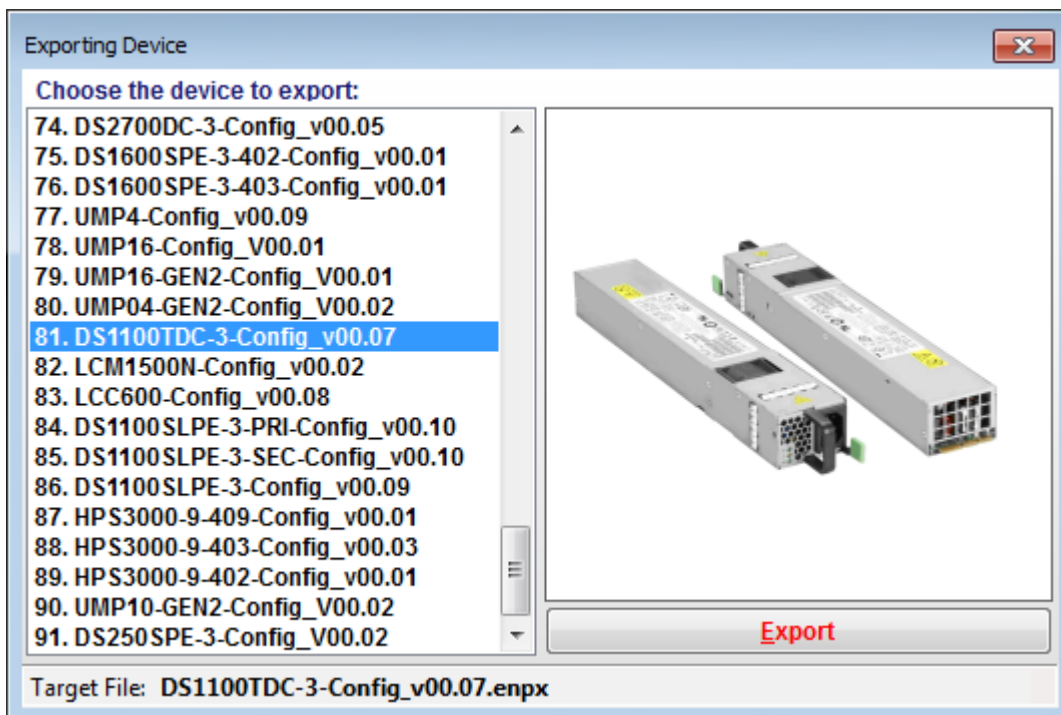 Exporting Device
Choose the device to export:
74. DS2700DC-3-Config_v00.05
75. DS1600SPE-3-402-Config_v00.01
76. DS1600SPE-3-403-Config_v00.01
77. UMP4-Config_v00.09
78. UMP16-Config_V00.01
79. UMP16-GEN2-Config_V00.01
80. UMP04-GEN2-Config_V00.02
81. DS1100TDC-3-Config_v00.07
82. LCM1500N-Config_v00.02
83. LCC600-Config_v00.08
84. DS1100SLPE-3-PRI-Config_v00.10
85. DS1100SLPE-3-SEC-Config_v00.10
86. DS1100SLPE-3-Config_v00.09
87. HPS3000-9-409-Config_v00.01
88. HPS3000-9-403-Config_v00.03
89. HPS3000-9-402-Config_v00.01
90. UMP10-GEN2-Config_V00.02
91. DS250SPE-3-Config_V00.02
Export
Target File: DS1100TDC-3-Config_v00.07.enpx